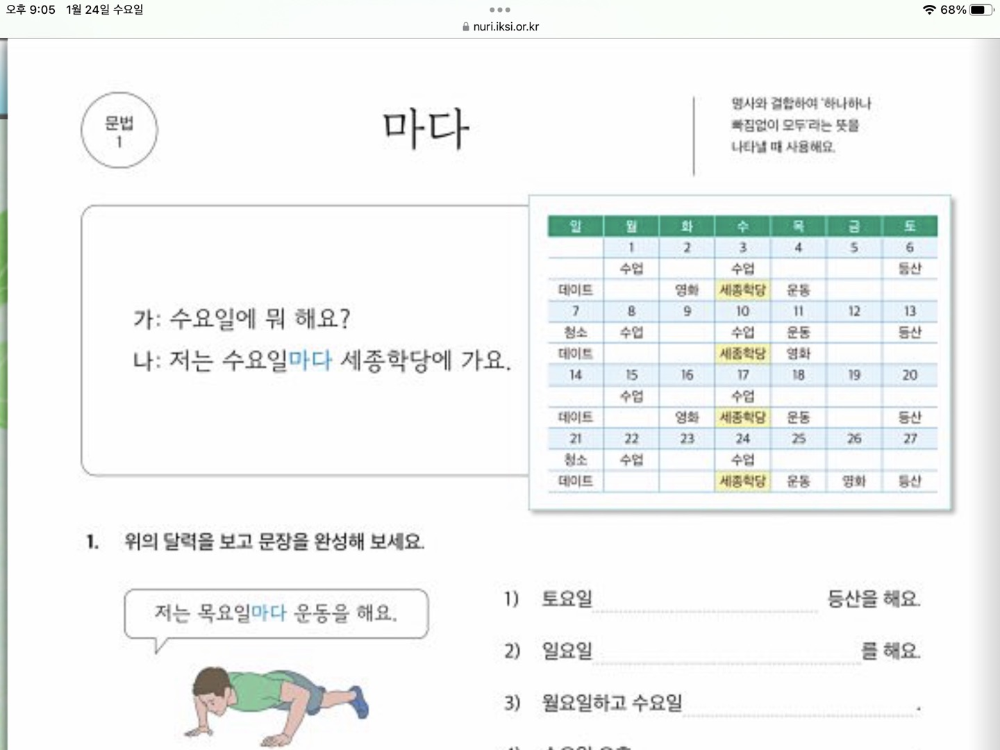 오후 9:05 1월 24일 수요일
68%
nuri.iksi.or.kr
문법
1
마다
명사와 결합하여 '하나하나
빠짐없이 모두'라는 뜻을
나타낼 때 사용해요.
가: 수요일에 뭐 해요?
나: 저는 수요일마다 세종학당에 가요.
일 월 화 수 목 금 토
1 2 3 4 5 6
수업 수업 등산
데이트 영화 세종학당 운동
7 8 9 10 11 12 13
청소 수업 수업 운동 등산
데이트 세종학당 영화
14 15 16 17 18 19 20
수업 수업
데이트 영화 세종학당 운동 등산
21 22 23 24 25 26 27
청소 수업 수업
데이트 세종학당 운동 영화 등산
1. 위의 달력을 보고 문장을 완성해 보세요.
저는 목요일마다 운동을 해요.
1) 토요일 등산을 해요.
2) 일요일 를 해요.
3) 월요일하고 수요일 .